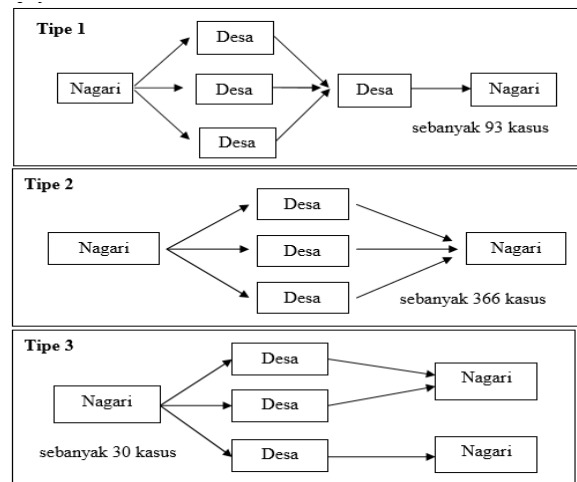 Tipe 1
Desa
Nagari
Desa
Desa
Nagari
Desa
sebanyak 93 kasus
Tipe 2
Desa
Nagari
Desa
Nagari
Desa
sebanyak 366 kasus
Tipe 3
Desa
Nagari
Nagari
Desa
sebanyak 30 kasus
Desa
Nagari